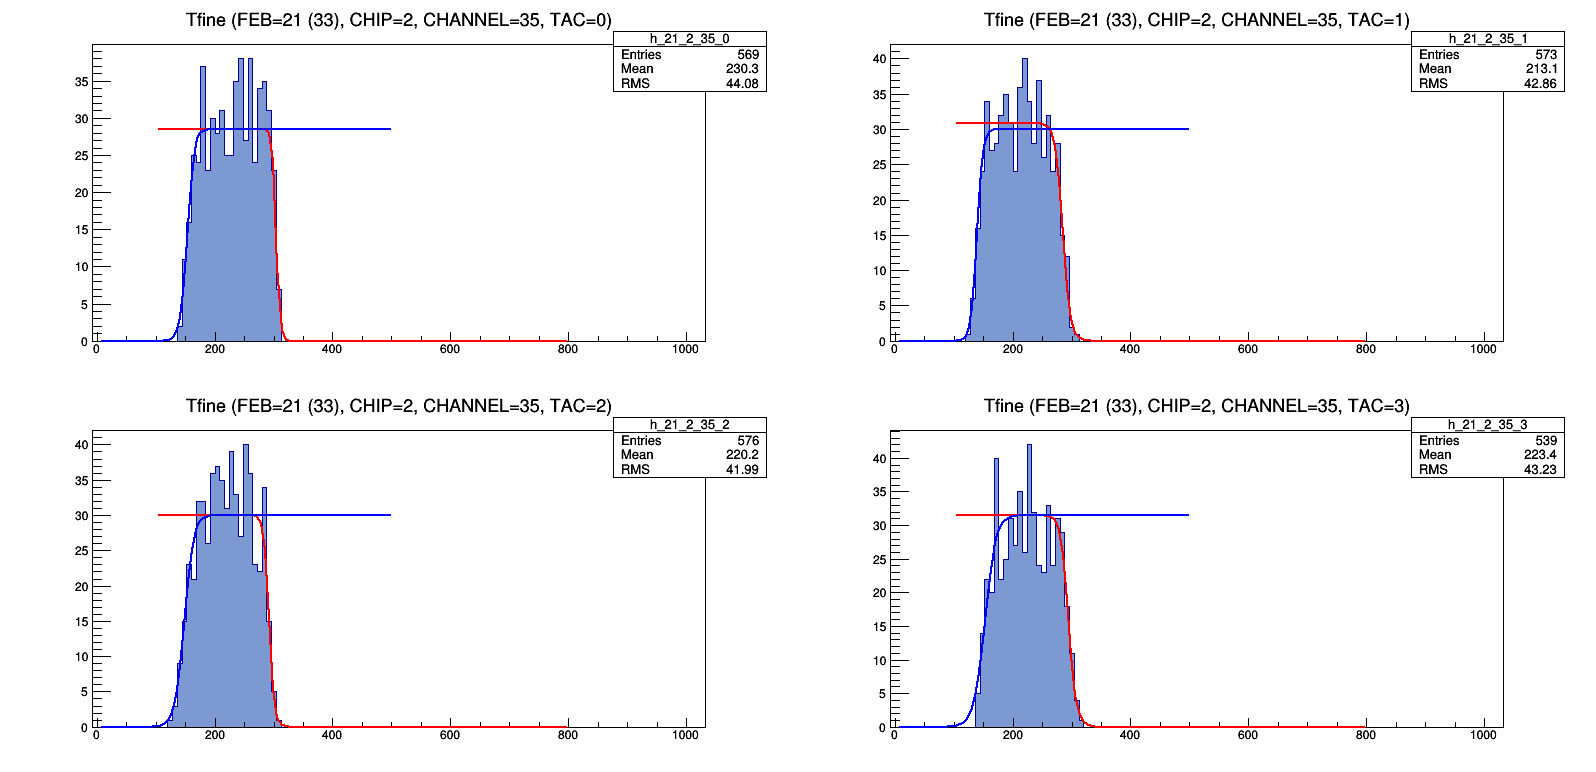 Tfine (FEB=21 (33), CHIP=2, CHANNEL=35, TAC=0)
h_21_2_35_0
Entries 569
Mean 230.3
RMS 44.08
35
30
25
20
15
10
5
0
0 200 400 600 800 1000
Tfine (FEB=21 (33), CHIP=2, CHANNEL=35, TAC=1)
h_21_2_35_1
Entries 573
Mean 213.1
RMS 42.86
40
35
30
25
20
15
10
5
0
0 200 400 600 800 1000
Tfine (FEB=21 (33), CHIP=2, CHANNEL=35, TAC=2)
h_21_2_35_2
Entries 576
Mean 220.2
RMS 41.99
40
35
30
25
20
15
10
5
0
0 200 400 600 800 1000
Tfine (FEB=21 (33), CHIP=2, CHANNEL=35, TAC=3)
h_21_2_35_3
Entries 539
Mean 223.4
RMS 43.23
40
35
30
25
20
15
10
5
0
0 200 400 600 800 1000